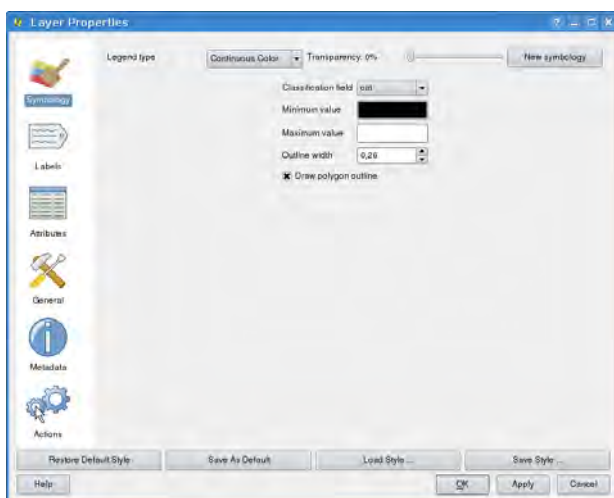 Layer Properties
Legend type
Continuous Color
Transparency: 0%
New symbology
Classification field
Minimum value
Maximum value
Outline width
0,26
Draw polygon outline
Symbology
Labels
Attributes
General
Metadata
Actions
Restore Default Style
Save As Default
Load Style ...
Save Style ...
Help
OK
Apply
Cancel